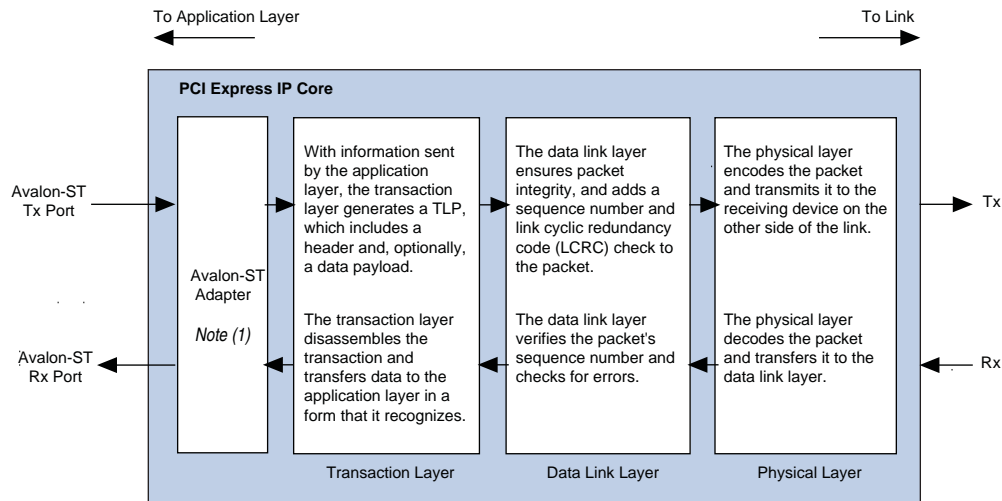 To Application Layer
To Link
PCI Express IP Core
Avalon-ST
Tx Port
Avalon-ST
Rx Port
Avalon-ST
Adapter
Note (1)
With information sent
by the application
layer, the transaction
layer generates a TLP,
which includes a
header and, optionally,
a data payload.
The transaction layer
disassembles the
transaction and
transfers data to the
application layer in a
form that it recognizes.
Transaction Layer
The data link layer
ensures packet
integrity, and adds a
sequence number and
link cyclic redundancy
code (LCRC) check to
the packet.
The data link layer
verifies the packet's
sequence number and
checks for errors.
Data Link Layer
The physical layer
encodes the packet
and transmits it to the
receiving device on the
other side of the link.
The physical layer
decodes the packet
and transfers it to the
data link layer.
Physical Layer
Tx
Rx